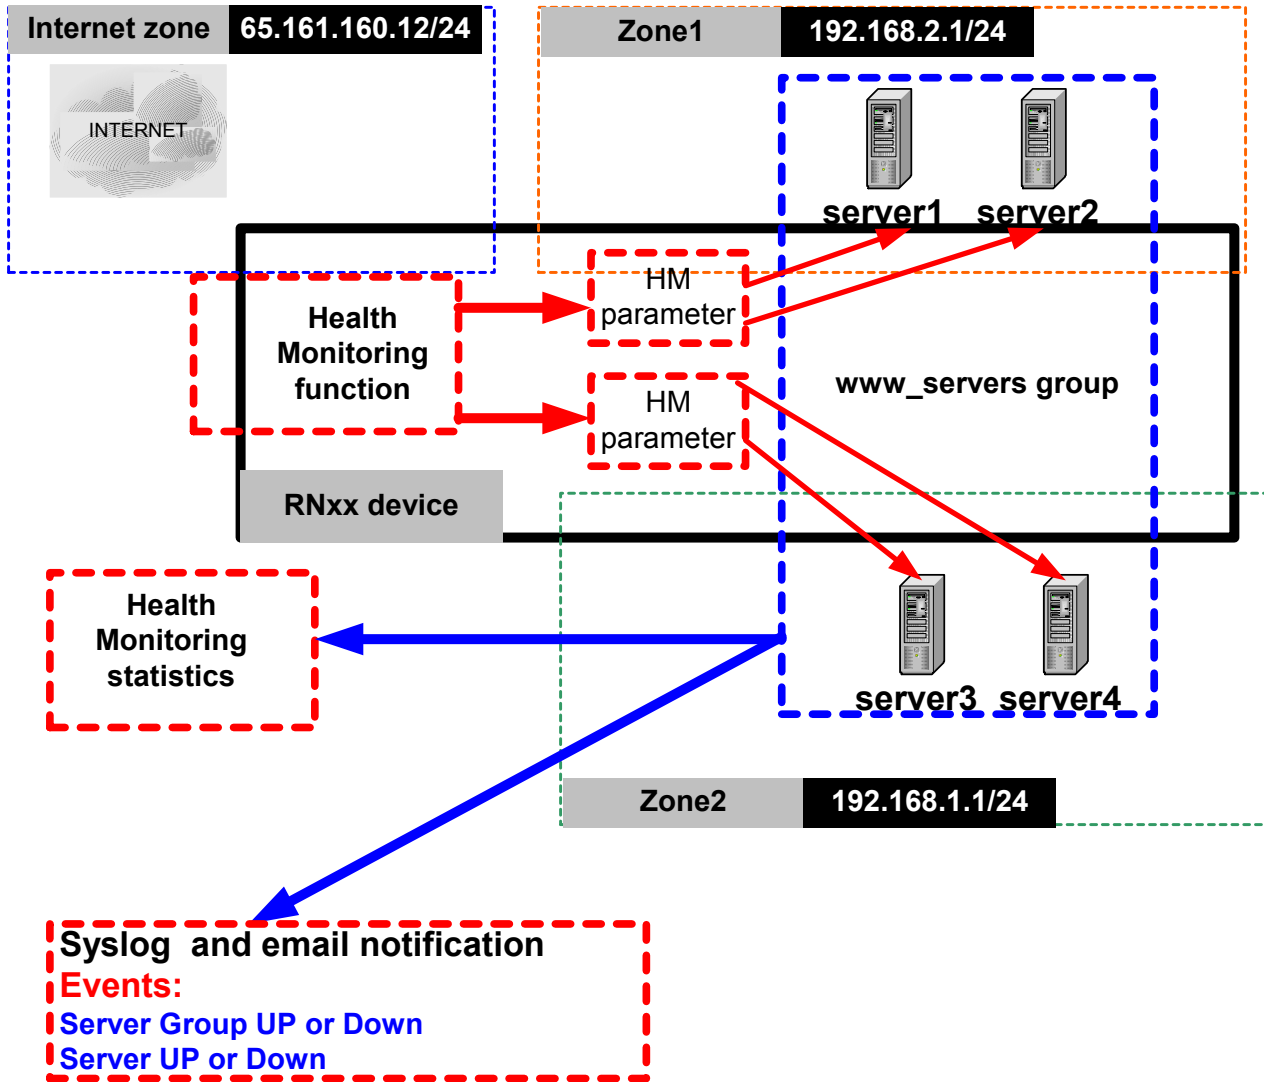 Internet zone 65.161.160.12/24
Zone1 192.168.2.1/24
INTERNET
server1 server2
HM
parameter
Health
Monitoring
function
HM
parameter
www_servers group
RNxx device
Health
Monitoring
statistics
server3 server4
Zone2 192.168.1.1/24
Syslog and email notification
Events:
Server Group UP or Down
Server UP or Down